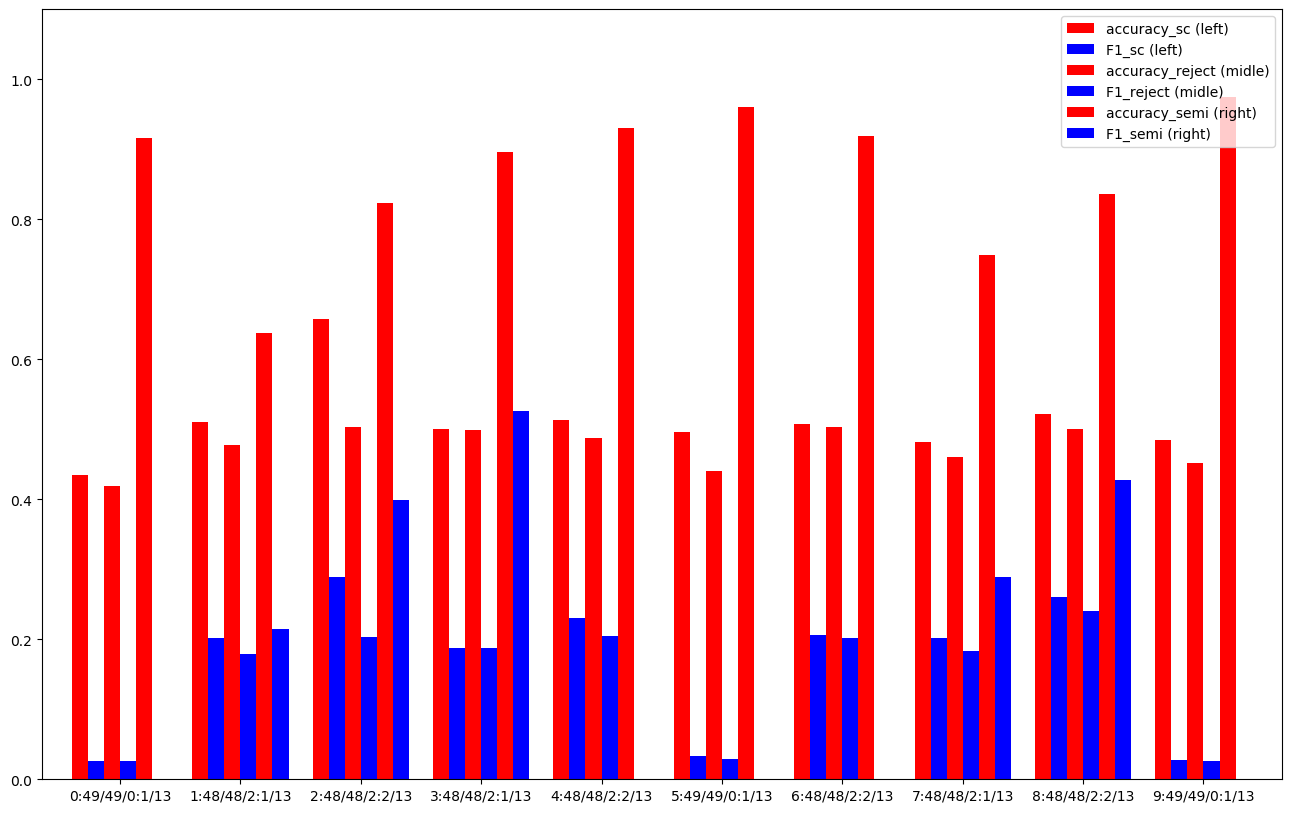 accuracy_sc (left)
F1_sc (left)
accuracy_reject (midle)
F1_reject (midle)
accuracy_semi (right)
F1_semi (right)
1.0
0.8
0.6
0.4
0.2
0.0
0:49/49/0:1/13 1:48/48/2:1/13 2:48/48/2:2/13 3:48/48/2:1/13 4:48/48/2:2/13 5:49/49/0:1/13 6:48/48/2:2/13 7:48/48/2:1/13 8:48/48/2:2/13 9:49/49/0:1/13